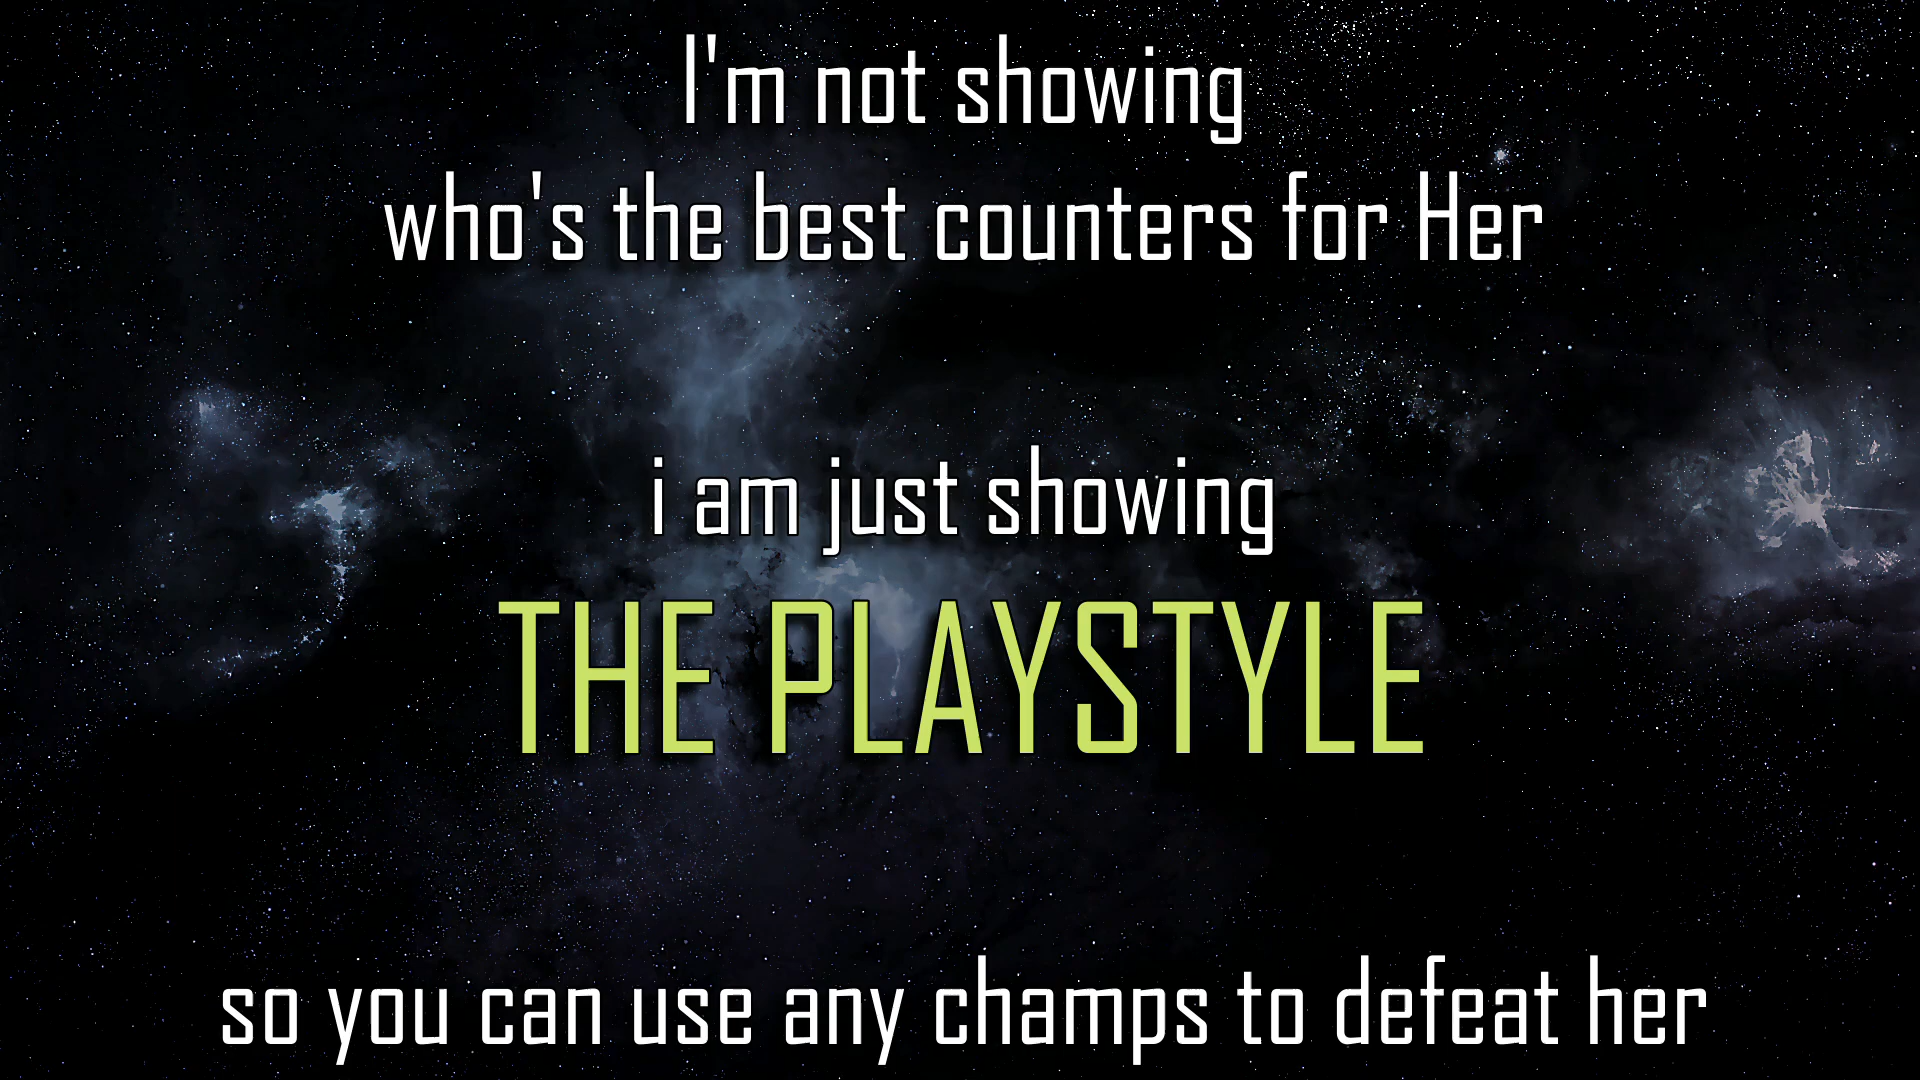 I'm not showing
who's the best counters for Her
i am just showing
THE PLAYSTYLE
so you can use any champs to defeat her